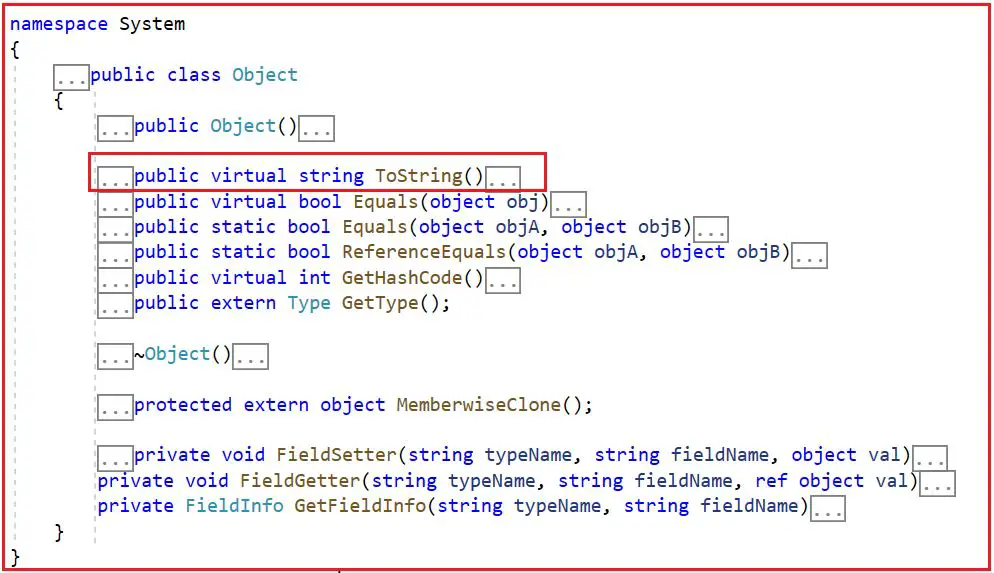 namespace System
{
...public class Object
{
...public Object()...
...public virtual string ToString()...
...public virtual bool Equals(object obj)...
...public static bool Equals(object objA, object objB)...
...public static bool ReferenceEquals(object objA, object objB)...
...public virtual int GetHashCode()...
...public extern Type GetType();
...~Object()...
...protected extern object MemberwiseClone();
...private void FieldSetter(string typeName, string fieldName, object val)...
private void FieldGetter(string typeName, string fieldName, ref object val)...
private FieldInfo GetFieldInfo(string typeName, string fieldName)...
}
}